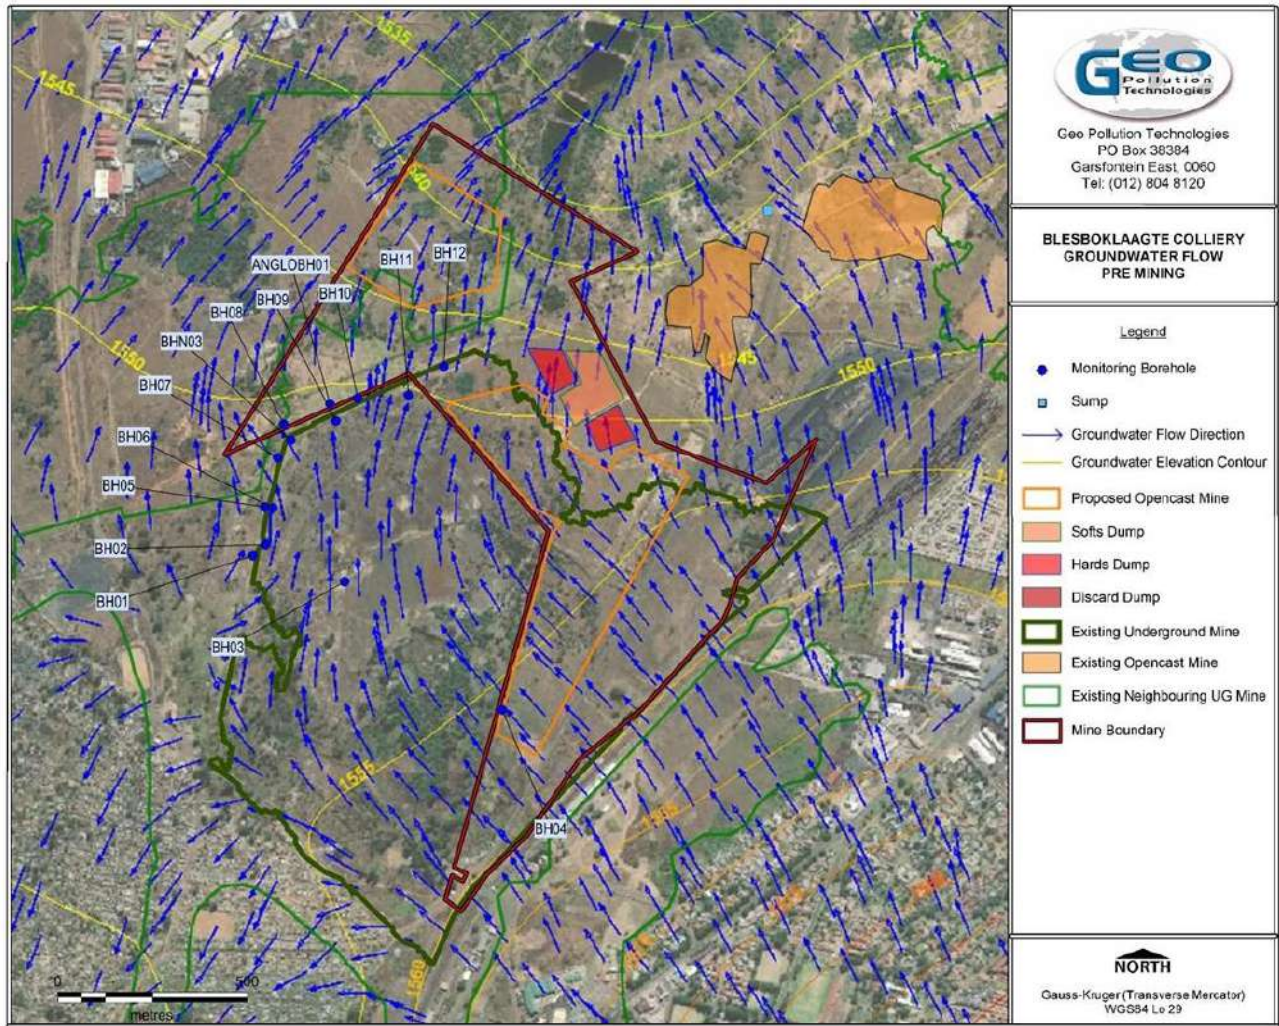 1535
1545
1540
ANGLOBH01
BH11
BH12
BH09
BH10
BH08
BHN03
1550
BH07
BH06
BH05
BH02
BH01
BH03
1545
1550
1555
BH04
1560
0 500
metres
GEO
Pollution
Technologies
Geo Pollution Technologies
PO Box 38384
Garsfontein East, 0060
Tel: (012) 804 8120
BLESBOKLAAGTE COLLIERY
GROUNDWATER FLOW
PRE MINING
Legend
Monitoring Borehole
Sump
Groundwater Flow Direction
Groundwater Elevation Contour
Proposed Opencast Mine
Softs Dump
Hards Dump
Discard Dump
Existing Underground Mine
Existing Opencast Mine
Existing Neighbouring UG Mine
Mine Boundary
NORTH
Gauss-Kruger (Transverse Mercator)
WGS84 Lo 29